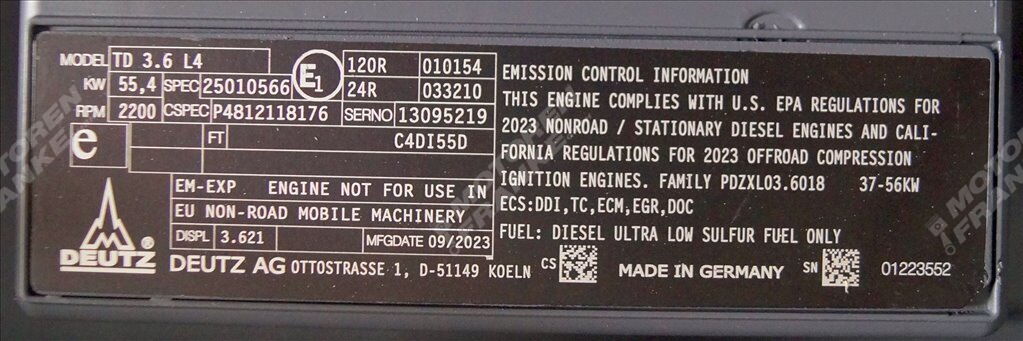 MODEL TD 3.6 L4
KW 55,4 SPEC 25010566
RPM 2200 CSPEC P4812118176
E1
120R 010154
24R 033210
SERNO 13095219
e FT C4DI55D
EM-EXP ENGINE NOT FOR USE IN
EU NON-ROAD MOBILE MACHINERY
DISPL 3.621 MFGDATE 09/2023
DEUTZ ®
DEUTZ AG OTTOSTRASSE 1, D-51149 KOELN
EMISSION CONTROL INFORMATION
THIS ENGINE COMPLIES WITH U.S. EPA REGULATIONS FOR
2023 NONROAD / STATIONARY DIESEL ENGINES AND CALI-
FORNIA REGULATIONS FOR 2023 OFFROAD COMPRESSION
IGNITION ENGINES. FAMILY PDZXL03.6018 37-56KW
ECS:DDI,TC,ECM,EGR,DOC
FUEL: DIESEL ULTRA LOW SULFUR FUEL ONLY
CS MADE IN GERMANY SN 01223552